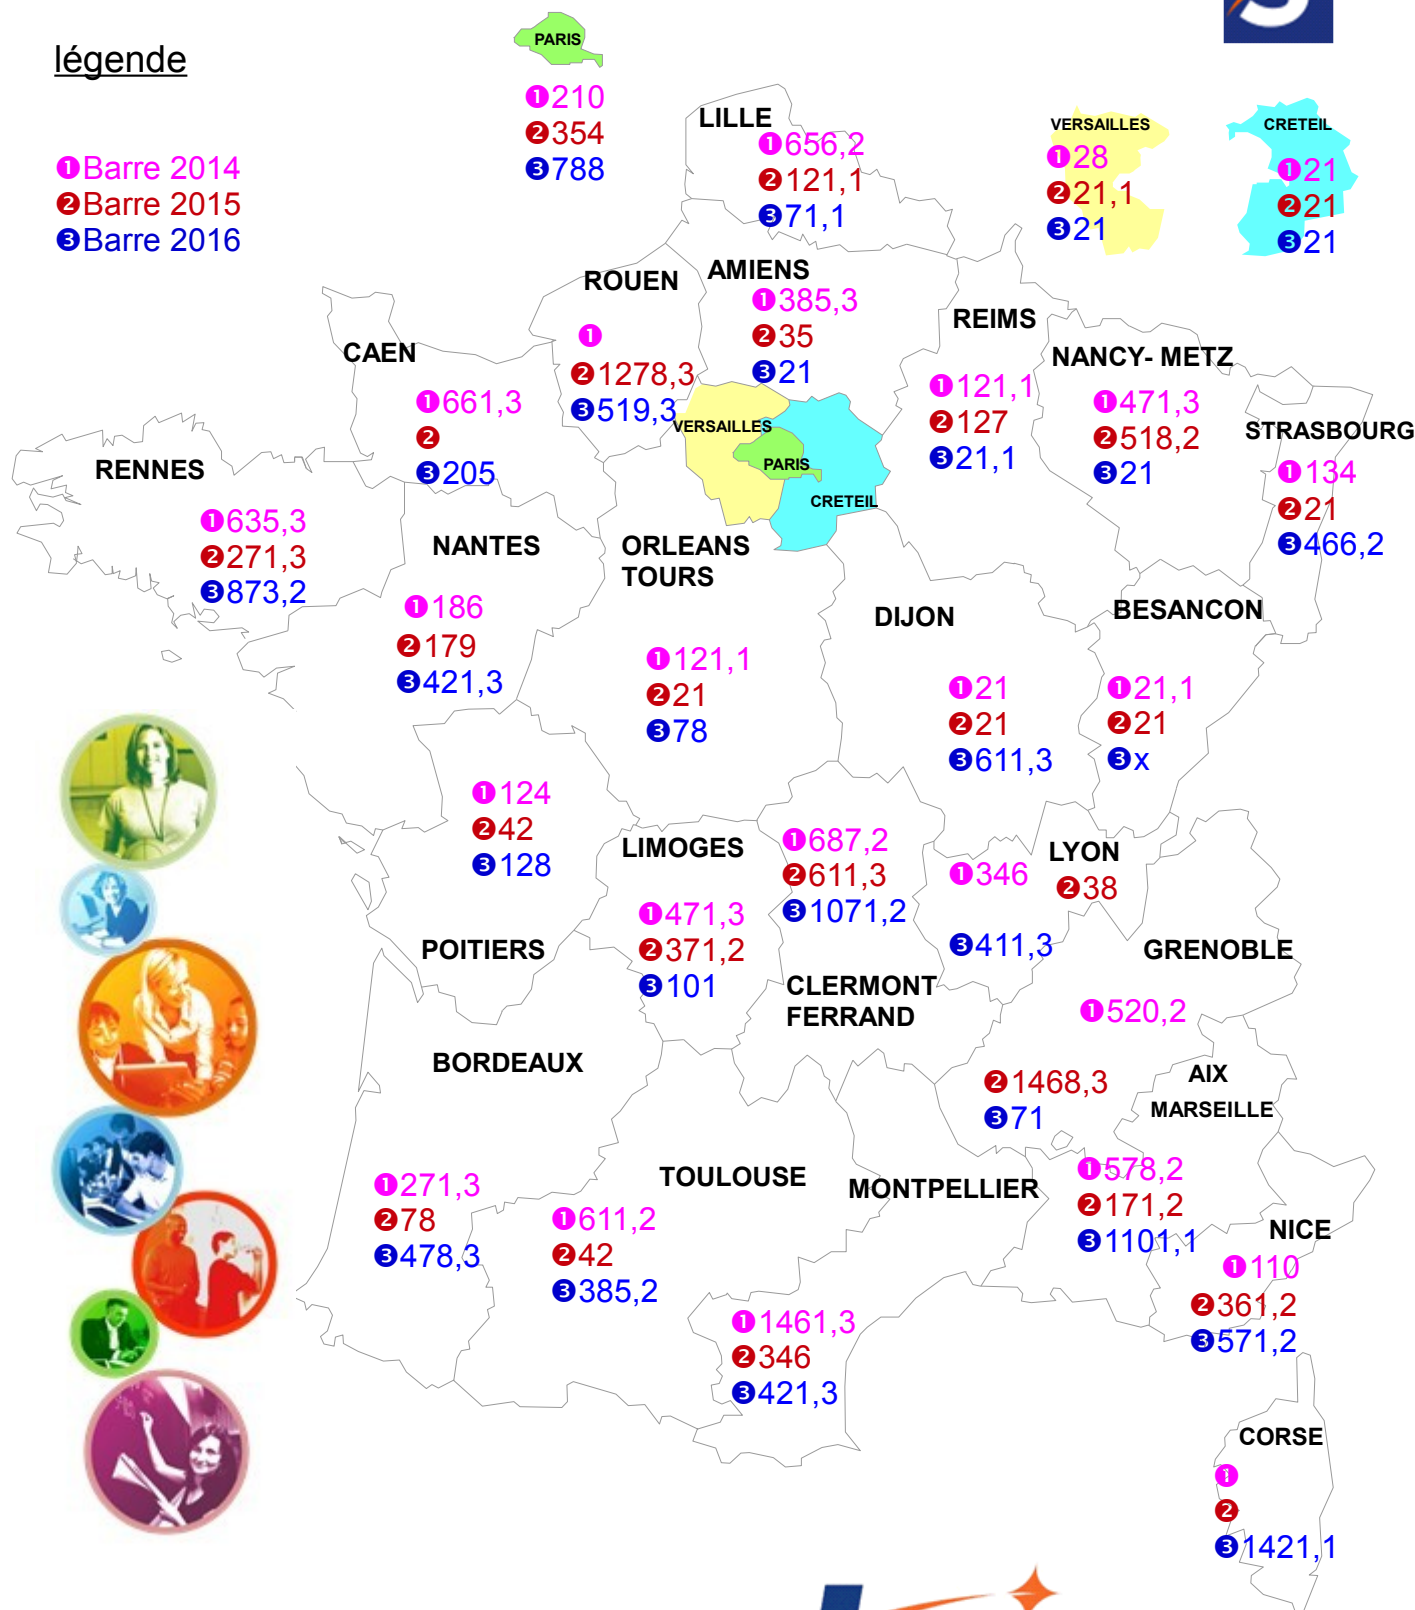 légende
❶Barre 2014
❷Barre 2015
❸Barre 2016
PARIS
❶210
❷354
❸788
LILLE
❶656,2
❷121,1
❸71,1
VERSAILLES
❶28
❷21,1
❸21
CRETEIL
❶21
❷21
❸21
ROUEN
❶
❷1278,3
❸519,3
AMIENS
❶385,3
❷35
❸21
REIMS
❶121,1
❷127
❸21,1
NANCY- METZ
❶471,3
❷518,2
❸21
STRASBOURG
❶134
❷21
❸466,2
CAEN
❶661,3
❷
❸205
VERSAILLES
PARIS
CRETEIL
RENNES
❶635,3
❷271,3
❸873,2
NANTES
❶186
❷179
❸421,3
ORLEANS
TOURS
❶121,1
❷21
❸78
DIJON
❶21
❷21
❸611,3
BESANCON
❶21,1
❷21
❸x
❶124
❷42
❸128
POITIERS
LIMOGES
❶471,3
❷371,2
❸101
❶687,2
❷611,3
❸1071,2
CLERMONT
FERRAND
LYON
❶346
❷38
❸411,3
GRENOBLE
❶520,2
❷1468,3
❸71
BORDEAUX
❶271,3
❷78
❸478,3
TOULOUSE
❶611,2
❷42
❸385,2
MONTPELLIER
❶1461,3
❷346
❸421,3
AIX
MARSEILLE
❶578,2
❷171,2
❸1101,1
NICE
❶110
❷361,2
❸571,2
CORSE
❶
❷
❸1421,1